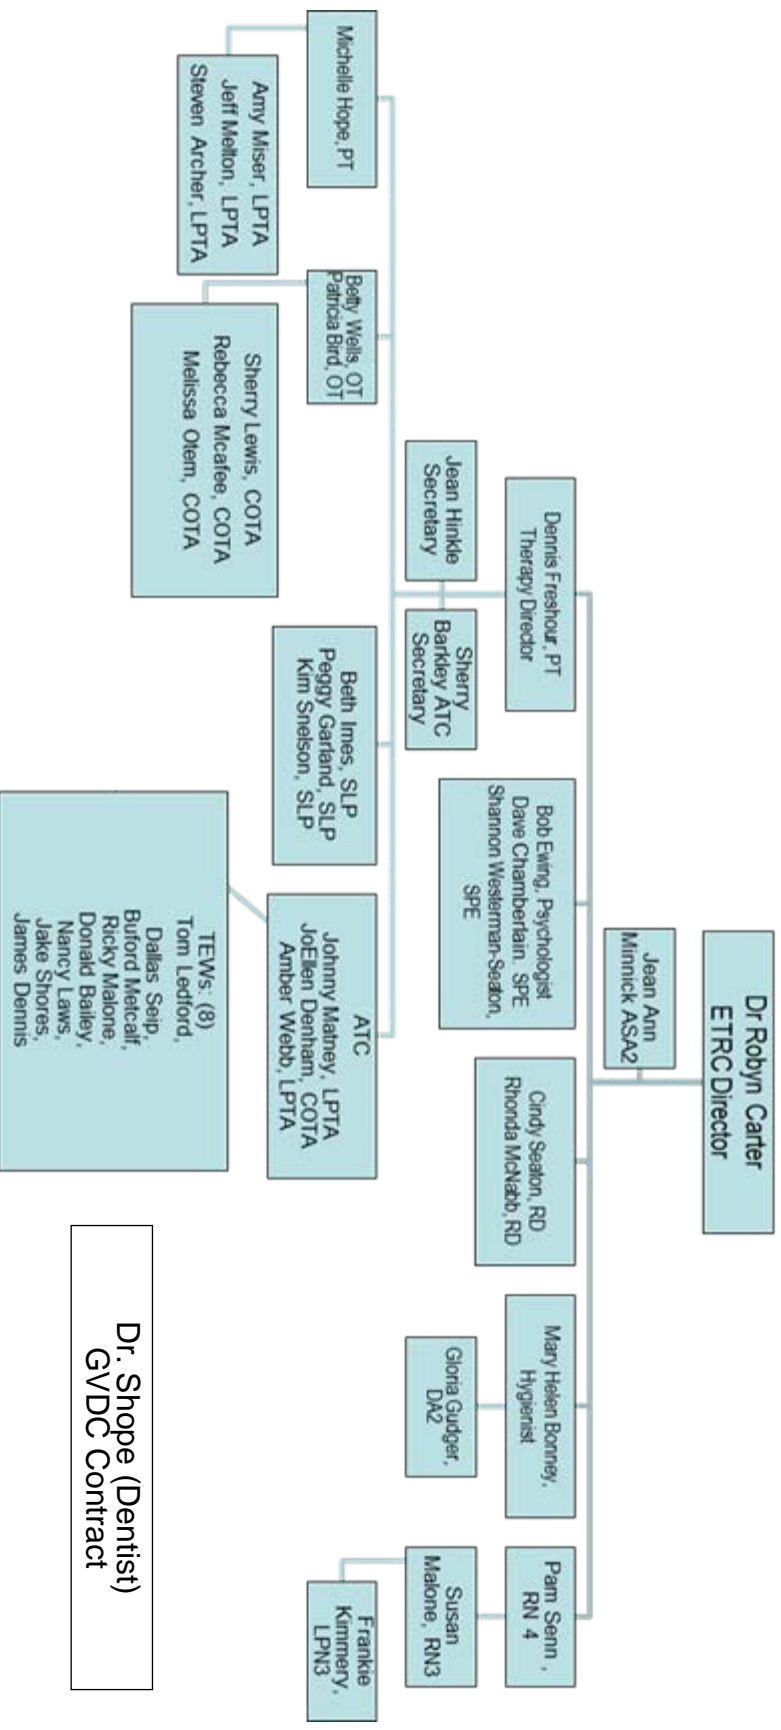 Dr Robyn Carter
ETRC Director
Jean Ann
Minnick ASA2
Dennis Freshour, PT
Therapy Director
Bob Ewing, Psychologist
Dave Chamberlain. SPE
Shannon Westerman-Seaton,
SPE
Cindy Seaton, RD
Rhonda McNabb, RD
Mary Helen Bonney,
Hygienist
Pam Senn ,
RN 4
Jean Hinkle
Secretary
Sherry
Barkley ATC
Secretary
Gloria Gudger,
DA2
Susan
Malone, RN3
Michelle Hope, PT
Betty Wells, OT
Patricia Bird, OT
Beth Imes, SLP
Peggy Garland, SLP
Kim Snelson, SLP
ATC
Johnny Matney, LPTA
JoEllen Denham, COTA
Amber Webb, LPTA
Frankie
Kimmery,
LPN3
Amy Miser, LPTA
Jeff Melton, LPTA
Steven Archer, LPTA
Sherry Lewis, COTA
Rebecca Mcafee, COTA
Melissa Otem, COTA
TEWs: (8)
Tom Ledford,
Dallas Seip,
Buford Metcalf,
Ricky Malone,
Donald Bailey,
Nancy Laws,
Jake Shores,
James Dennis
Dr. Shope (Dentist)
GVDC Contract